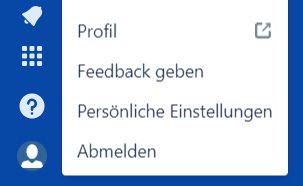 Profil
Feedback geben
Persönliche Einstellungen
Abmelden